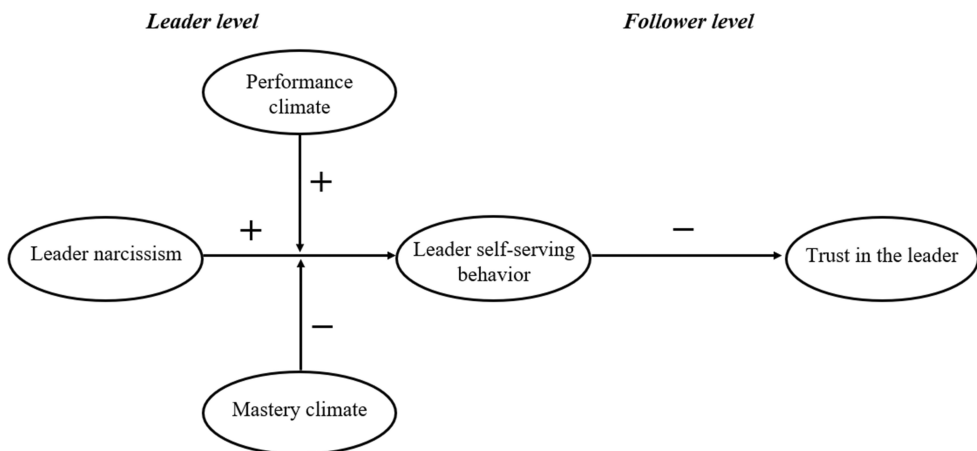 Leader level
Follower level
Performance
climate
+
+
Leader narcissism
Leader self-serving
behavior
−
Trust in the leader
−
Mastery climate